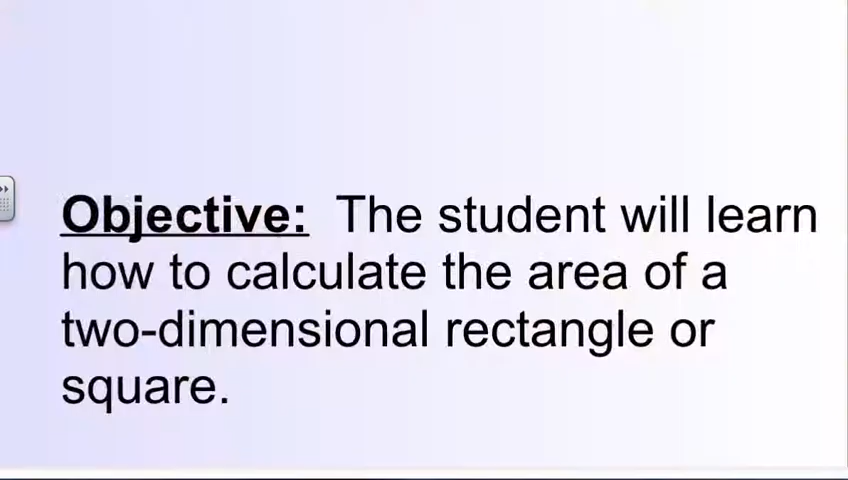 Objective: The student will learn
how to calculate the area of a
two-dimensional rectangle or
square.